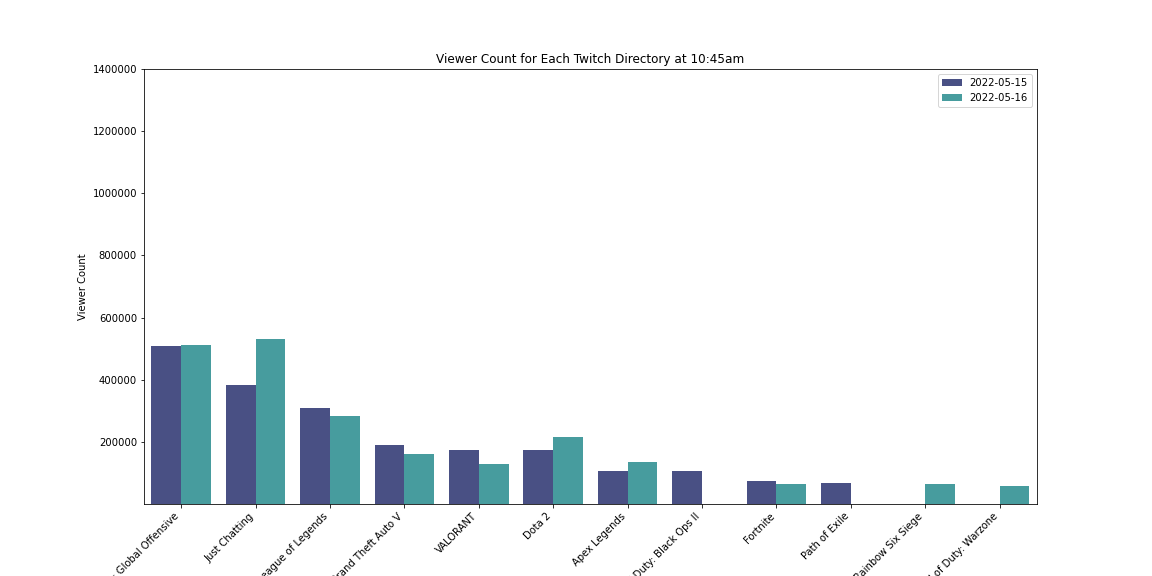 Viewer Count for Each Twitch Directory at 10:45am
2022-05-15
2022-05-16
1400000
1200000
1000000
800000
600000
400000
200000
Viewer Count
Global Offensive
Just Chatting
League of Legends
Grand Theft Auto V
VALORANT
Dota 2
Apex Legends
Duty: Black Ops II
Fortnite
Path of Exile
Rainbow Six Siege
of Duty: Warzone